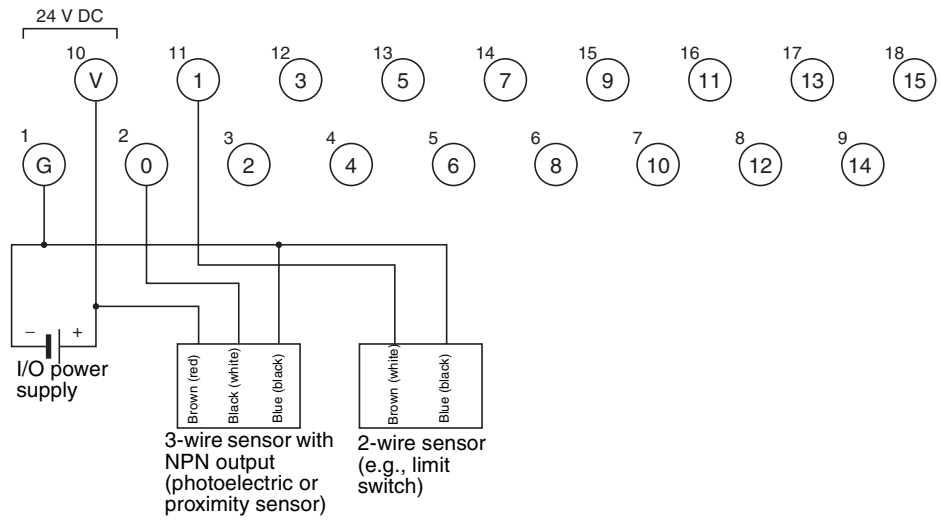 24 V DC
10 11 12 13 14 15 16 17 18
V 1 3 5 7 9 11 13 15
1 2 3 4 5 6 7 8 9
G 0 2 4 6 8 10 12 14
– +
I/O power
supply
Brown (red)
Black (white)
Blue (black)
Brown (white)
Blue (black)
3-wire sensor with
NPN output
(photoelectric or
proximity sensor)
2-wire sensor
(e.g., limit
switch)